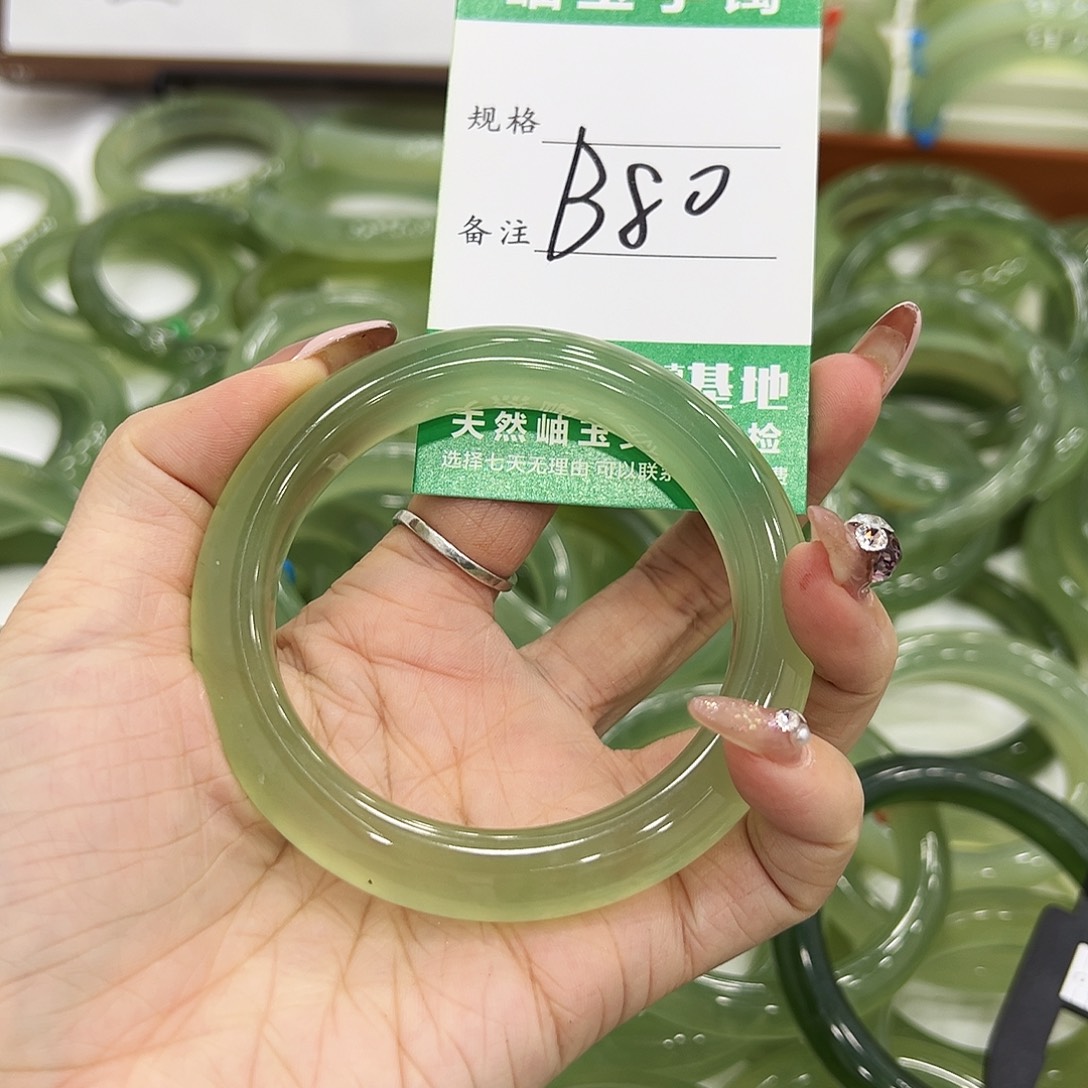 规格
备注 B80
基地
天然岫玉
检
选择七天无理由 可以联系